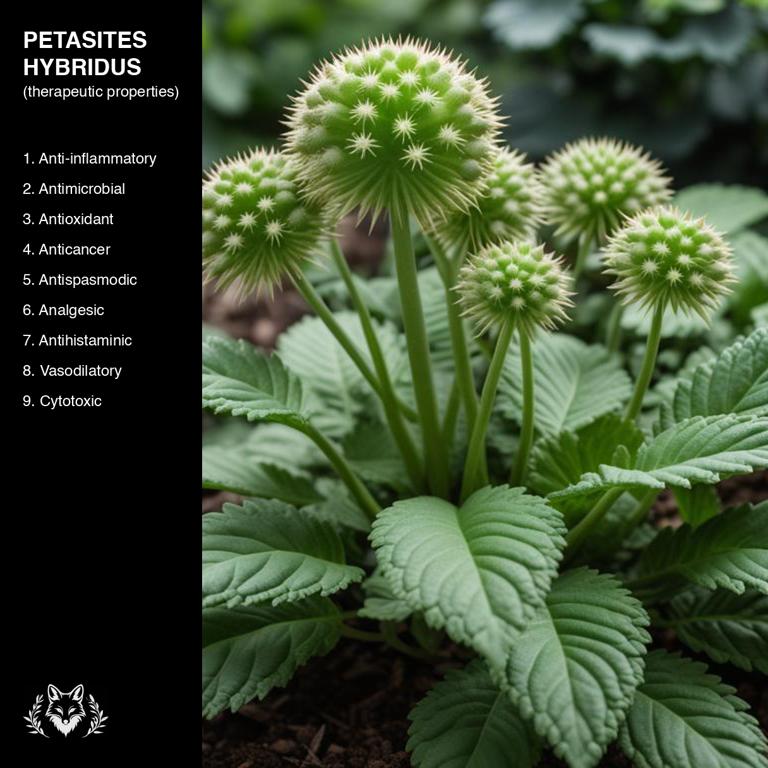 PETASITES
HYBRIDUS
(therapeutic properties)
1. Anti-inflammatory
2. Antimicrobial
3. Antioxidant
4. Anticancer
5. Antispasmodic
6. Analgesic
7. Antihistaminic
8. Vasodilatory
9. Cytotoxic